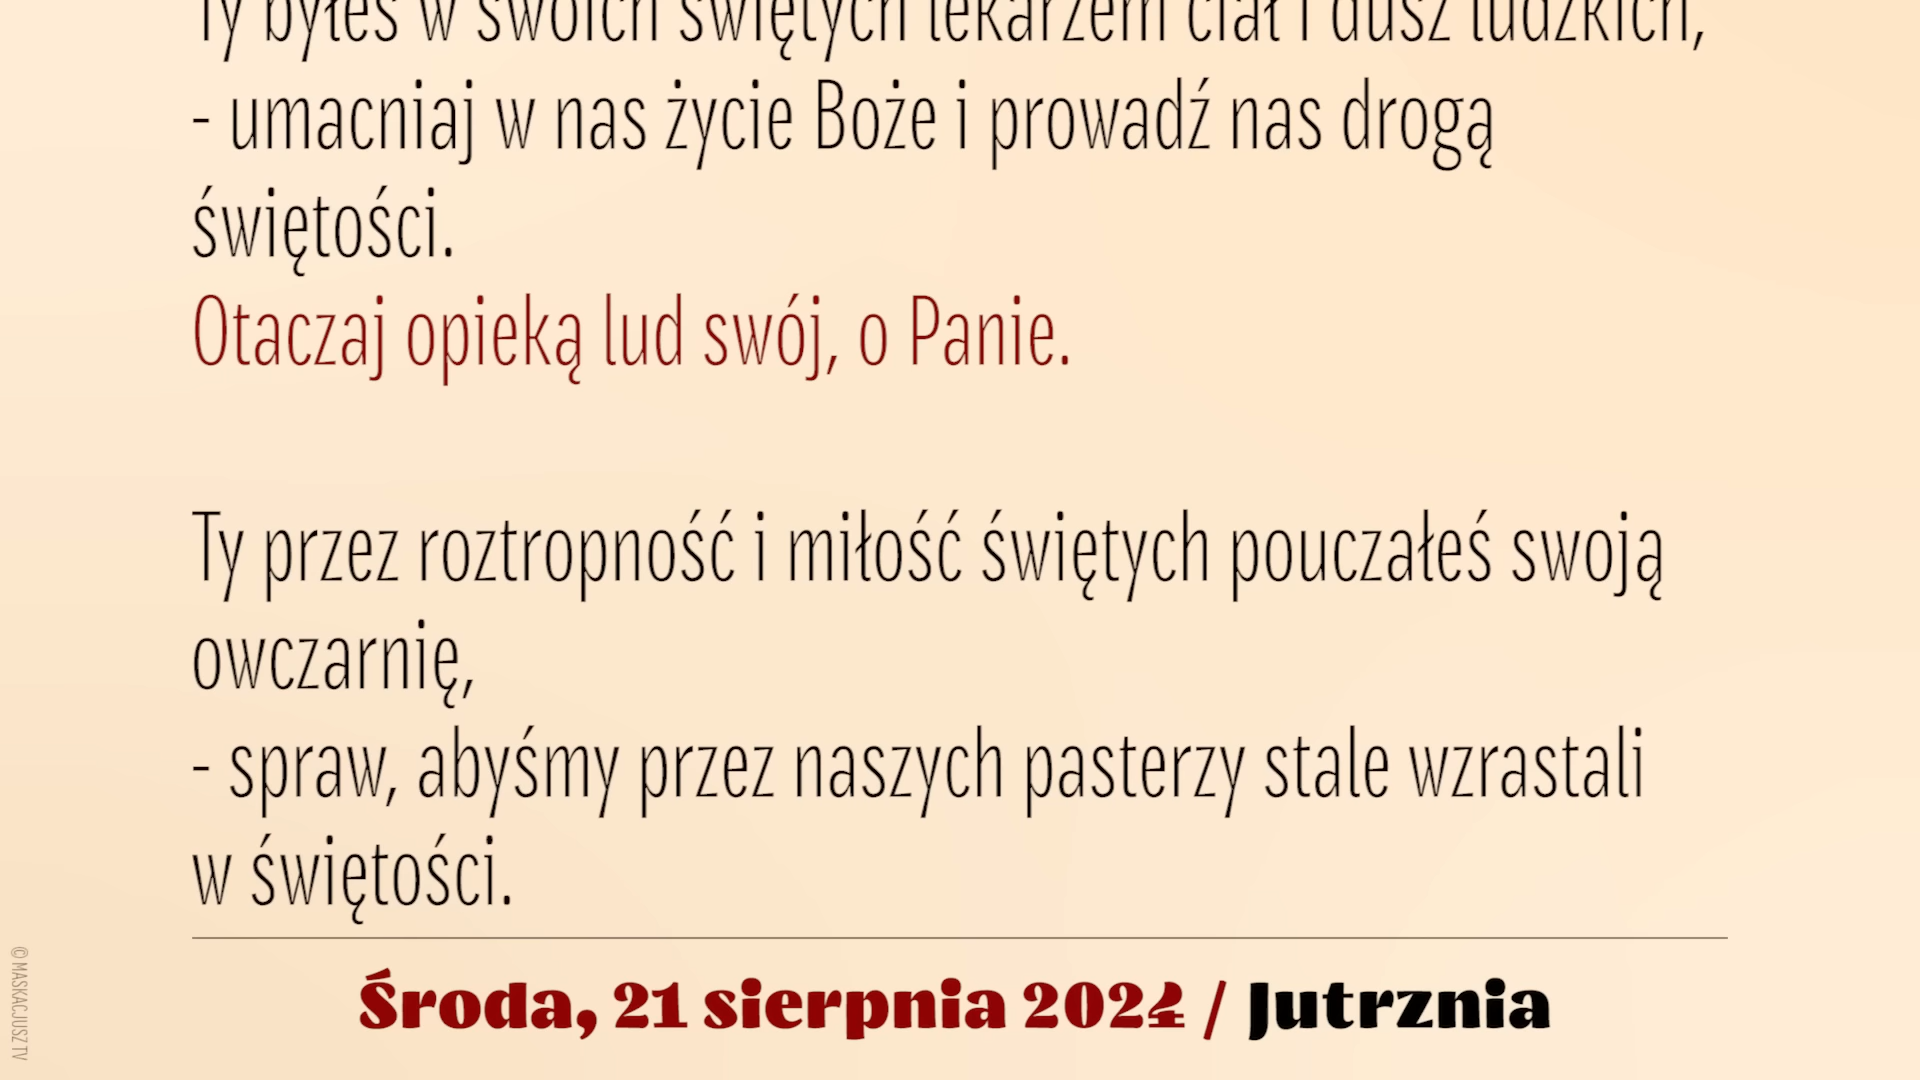 Ty byłeś w swoich świętych lekarzem ciał i dusz ludzkich,
- umacniaj w nas życie Boże i prowadź nas drogą
świętości.
Otaczaj opieką lud swój, o Panie.
Ty przez roztropność i miłość świętych pouczałeś swoją
owczarnię,
- spraw, abyśmy przez naszych pasterzy stale wzrastali
w świętości.
Środa, 21 sierpnia 2024 / Jutrznia
© MASKACJUSZ TV